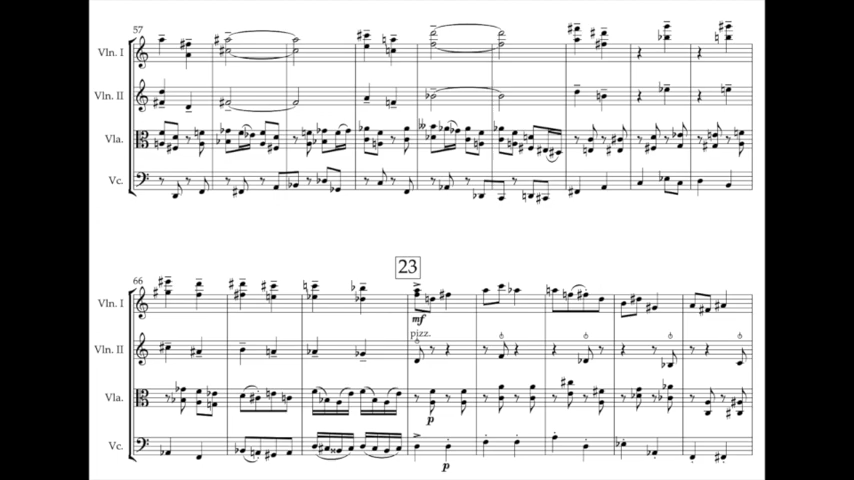 57
Vln. I
Vln. II
Vla.
Vc.
23
66
Vln. I
mf
pizz.
Vln. II
Vla.
p
Vc.
p